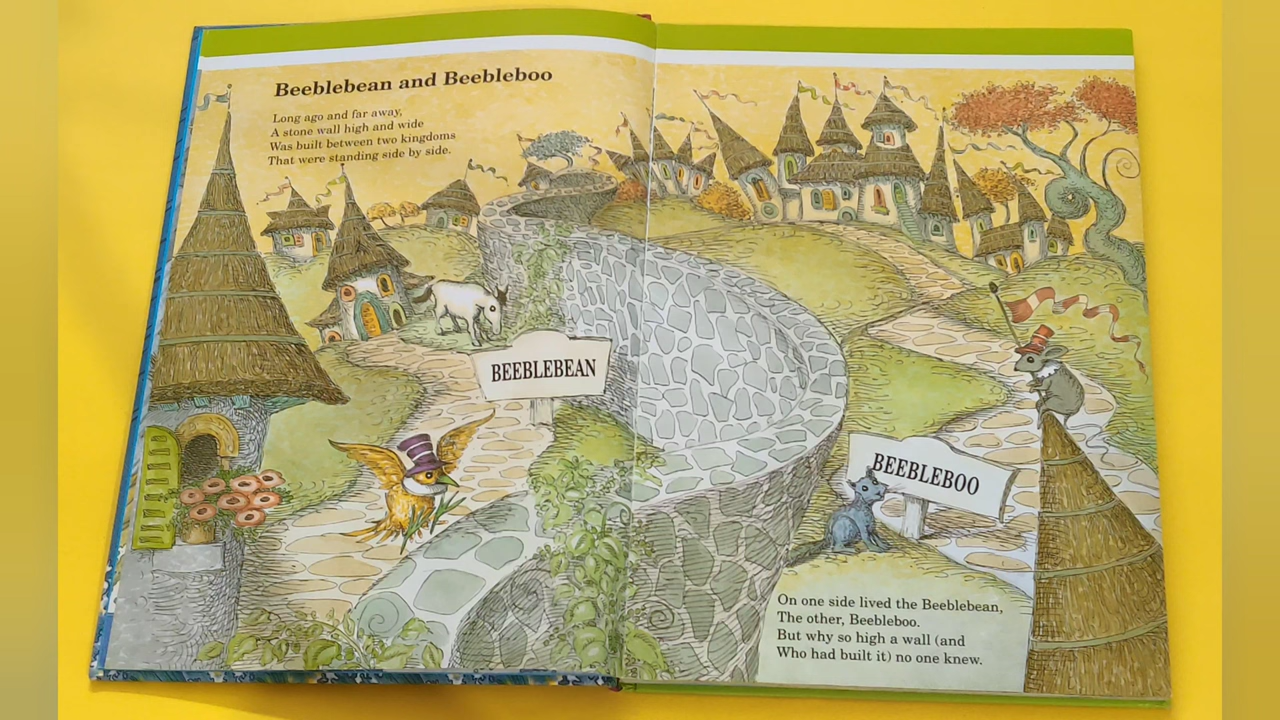 Beeblebean and Beebleboo
Long ago and far away,
A stone wall high and wide
Was built between two kingdoms
That were standing side by side.
BEEBLEBEAN
BEEBLEBOO
On one side lived the Beeblebean,
The other, Beebleboo.
But why so high a wall (and
Who had built it) no one knew.